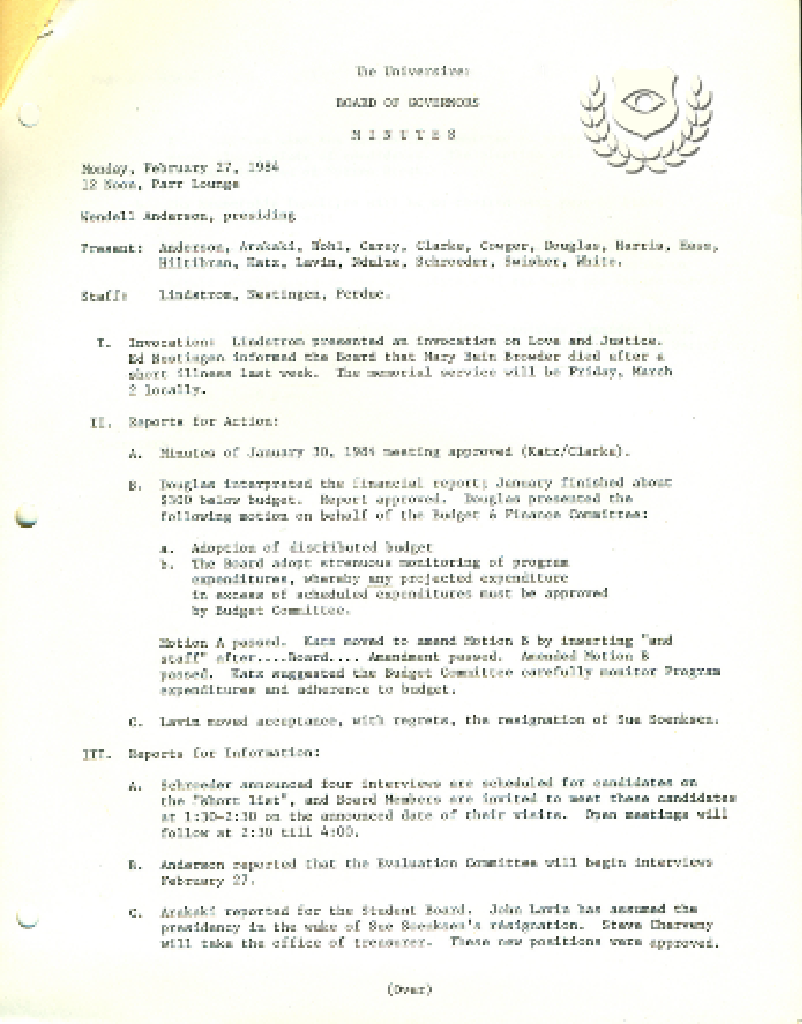 The Universiver
BOARD OF GOVERNORS
M I N U T E S
Monday, February 27, 1984
12 Noon, Parr Lounge
Wendell Anderson, presiding
Present: Anderson, Arakaki, Carey, Clarke, Cowper, Douglas, Harris,
Katz, Lavin, Schroeder, Swisher, White.
Staff: Lindstrom, Nestingen, Perdue.
I. Invocation: Lindstrom presented an invocation on Love and Justice.
Ed Nestingen informed the Board that Mary Browder died after a
short illness last week. The memorial service will be Friday, March
2 locally.
II. Reports for Action:
A. Minutes of January 30, 1984 meeting approved (Katz/Clarke).
B. Douglas interpreted the financial report; January finished about
$300 below budget. Report approved. Douglas presented the
following motion on behalf of the Budget & Finance Committee:
a. Adoption of distributed budget
b. The Board adopt strenuous monitoring of program
expenditures, whereby any projected expenditure
in excess of scheduled expenditures must be approved
by Budget Committee.
Motion A passed. Katz moved to amend Motion B by inserting "and
staff" after....Board.... Amendment passed. Amended Motion B
passed. Katz suggested the Budget Committee carefully monitor Program
expenditures and adherence to budget.
C. Lavin moved acceptance, with regrets, the resignation of Sue Soenksen.
III. Reports for Information:
A. Schroeder announced four interviews are scheduled for candidates on
the "Short List", and Board Members are invited to meet these candidates
at 1:30-2:30 on the announced date of their visits. Open meetings will
follow at 2:30 till 4:00.
B. Anderson reported that the Evaluation Committee will begin interviews
February 27.
C. Arakaki reported for the Student Board. John Lavin has assumed the
presidency in the wake of Sue Soenksen's resignation. Steve
will take the office of treasurer. These new positions were approved.
(Over)